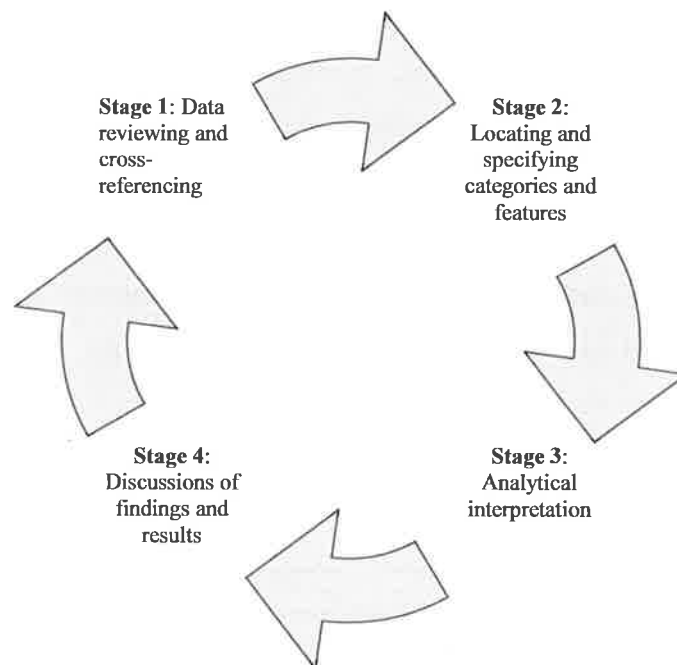 Stage 1: Data
reviewing and
cross-
referencing
Stage 2:
Locating and
specifying
categories and
features
Stage 3:
Analytical
interpretation
Stage 4:
Discussions of
findings and
results